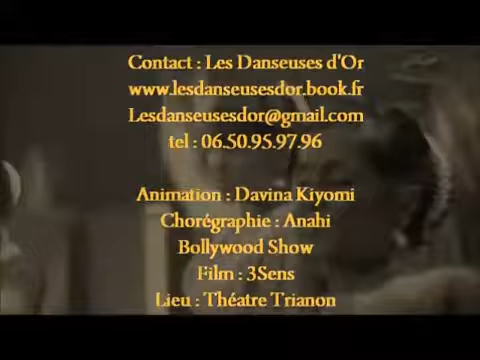 Contact : Les Danseuses d'Or
www.lesdanseusesdor.book.fr
Lesdanseusesdor@gmail.com
tel : 06.50.95.97.96
Animation : Davina Kiyomi
Chorégraphie : Anahi
Bollywood Show
Film : 3Sens
Lieu : Théatre Trianon